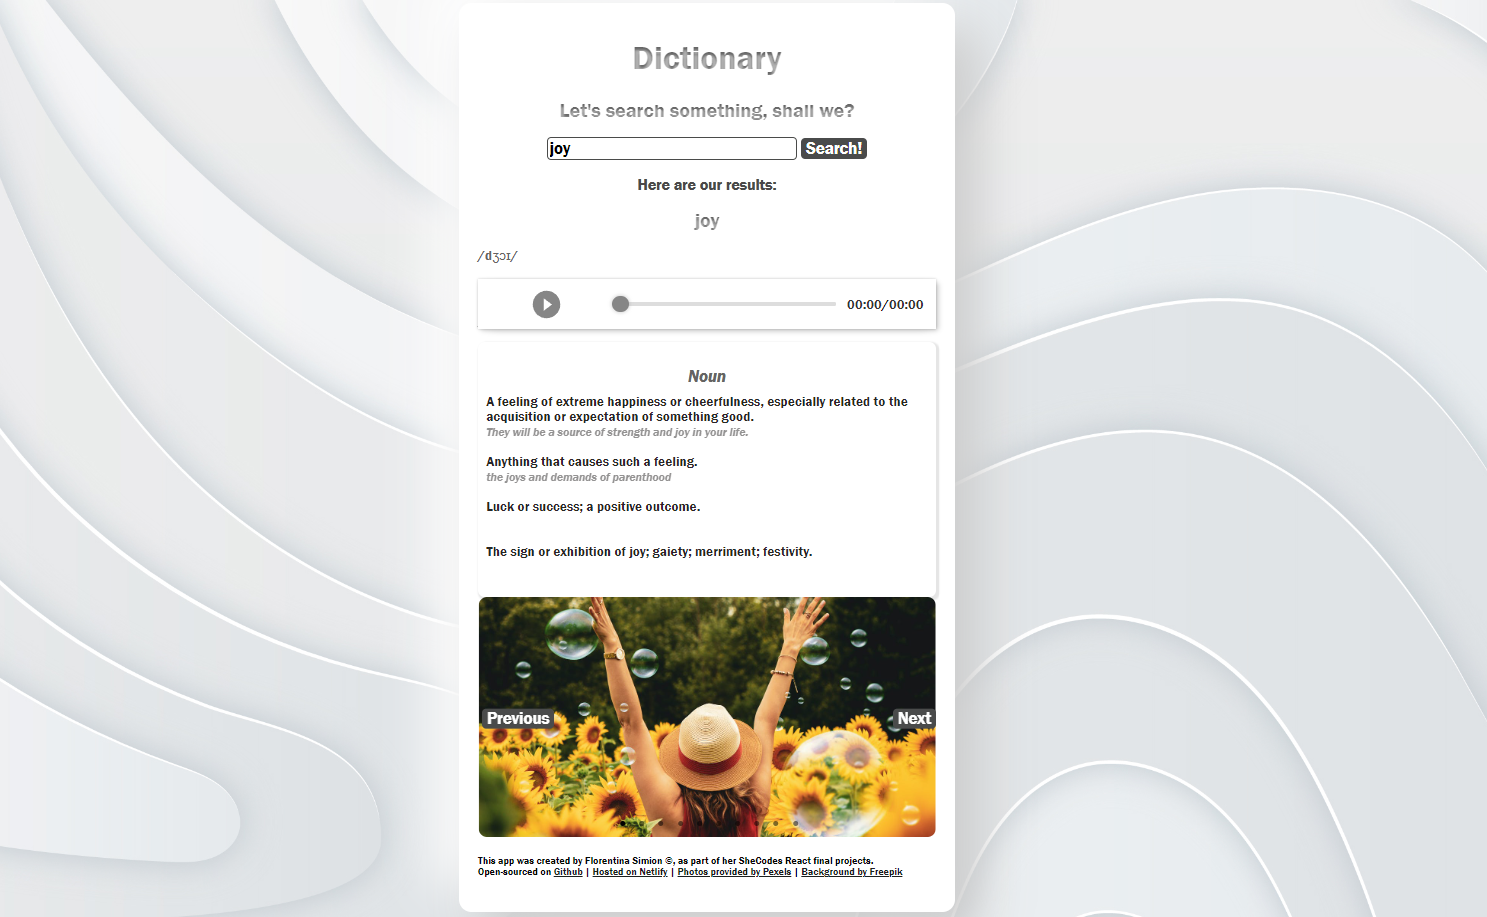 Dictionary
Let's search something, shall we?
joy Search!
Here are our results:
joy
/dʒɔɪ/
00:00/00:00
Noun
A feeling of extreme happiness or cheerfulness, especially related to the
acquisition or expectation of something good.
They will be a source of strength and joy in your life.
Anything that causes such a feeling.
the joys and demands of parenthood
Luck or success; a positive outcome.
The sign or exhibition of joy; gaiety; merriment; festivity.
Previous Next
This app was created by Florentina Simion ©, as part of her SheCodes React final projects.
Open-sourced on Github | Hosted on Netlify | Photos provided by Pexels | Background by Freepik